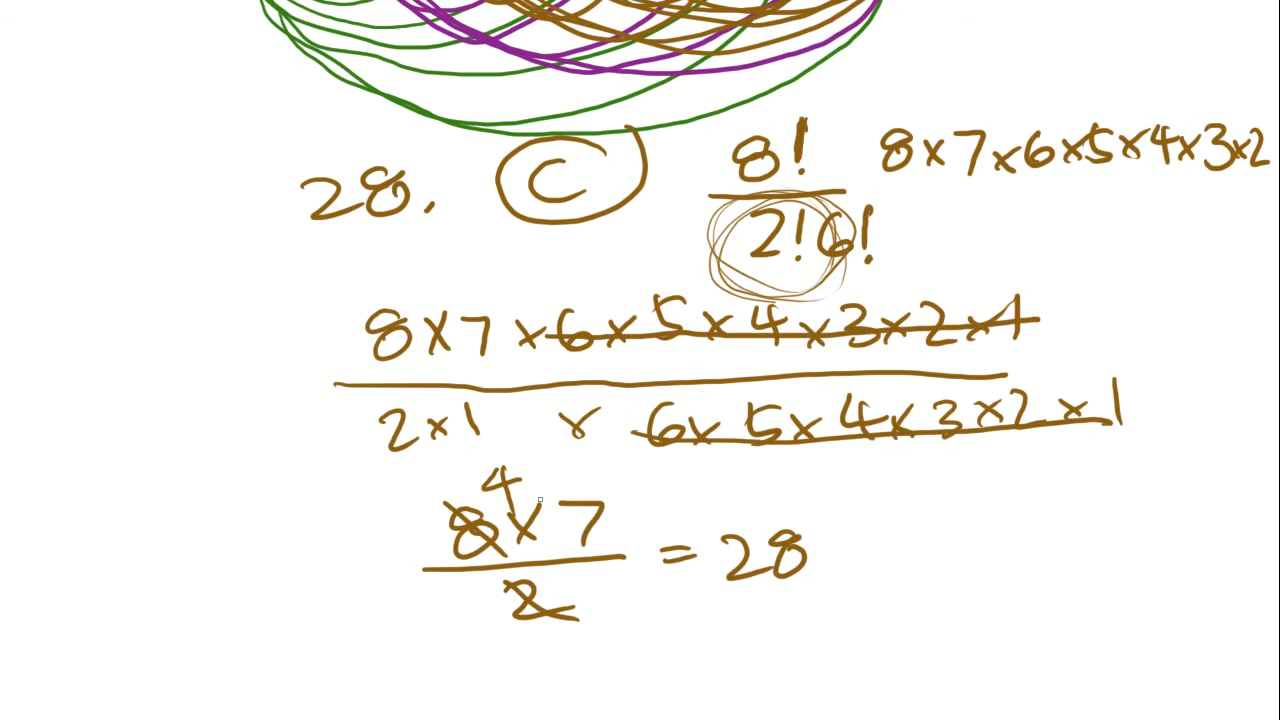 28. C 8! 8x7x6x5x4x3x2
2!6!
8x7x6x5x4x3x2x1
2x1 x 6x5x4x3x2x1
4
8x7 = 28
2